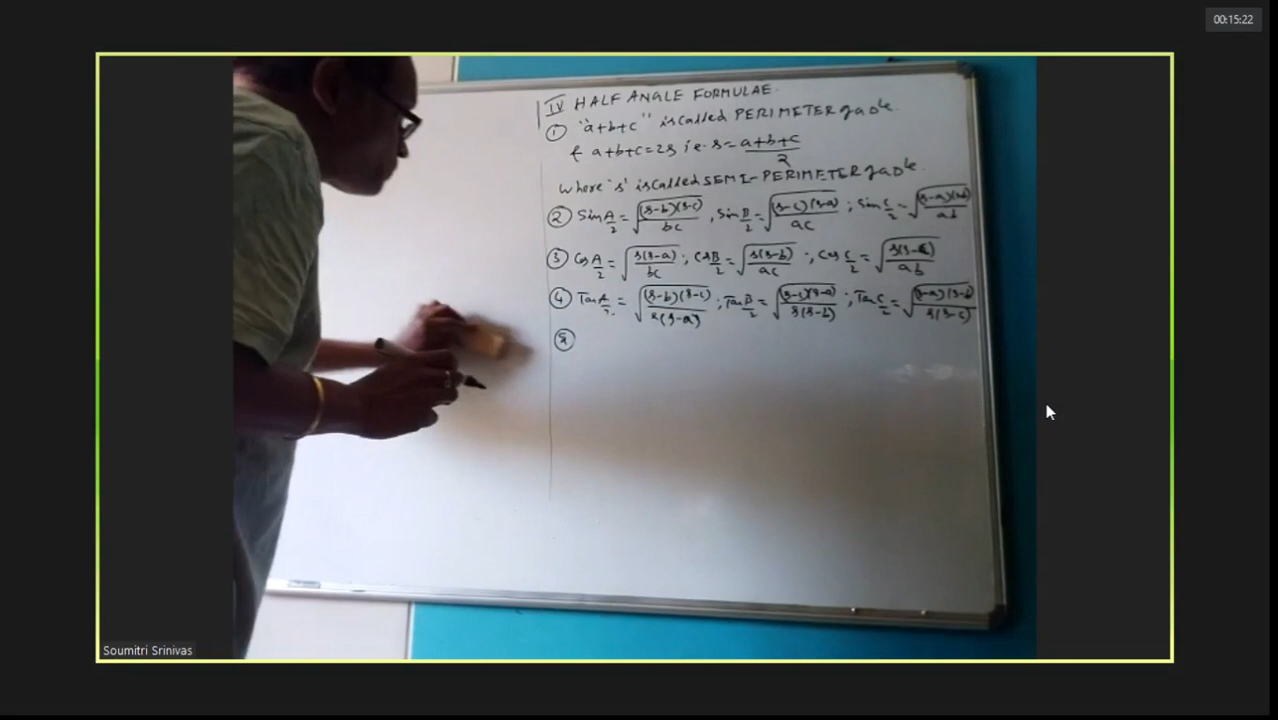 00:15:22
IV HALF ANGLE FORMULAE.
① "a+b+c" is called PERIMETER of a Δle.
& a+b+c=2s i.e. s = (a+b+c)/2
where 's' is called SEMI-PERIMETER of a Δle.
② Sin A/2 = √((s-b)(s-c)/bc), Sin B/2 = √((s-c)(s-a)/ac); Sin C/2 = √((s-a)(s-b)/ab)
③ Cos A/2 = √(s(s-a)/bc); Cos B/2 = √(s(s-b)/ac); Cos C/2 = √(s(s-c)/ab)
④ Tan A/2 = √((s-b)(s-c)/s(s-a)); Tan B/2 = √((s-c)(s-a)/s(s-b)); Tan C/2 = √((s-a)(s-b)/s(s-c))
⑤
Soumitri Srinivas